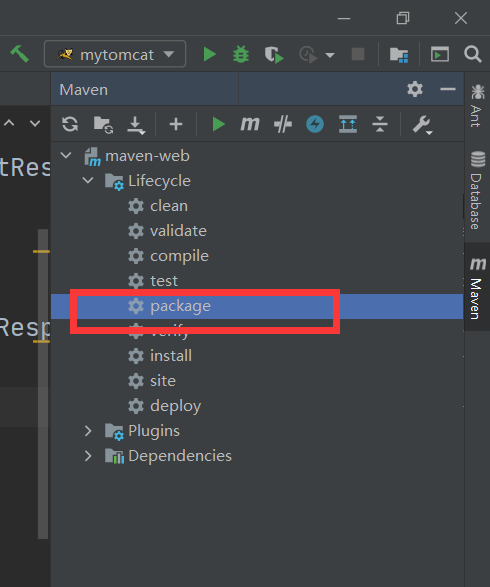 mytomcat
Maven
tRes
Resp
maven-web
Lifecycle
clean
validate
compile
test
package
verify
install
site
deploy
Plugins
Dependencies
Ant
Database
m Maven